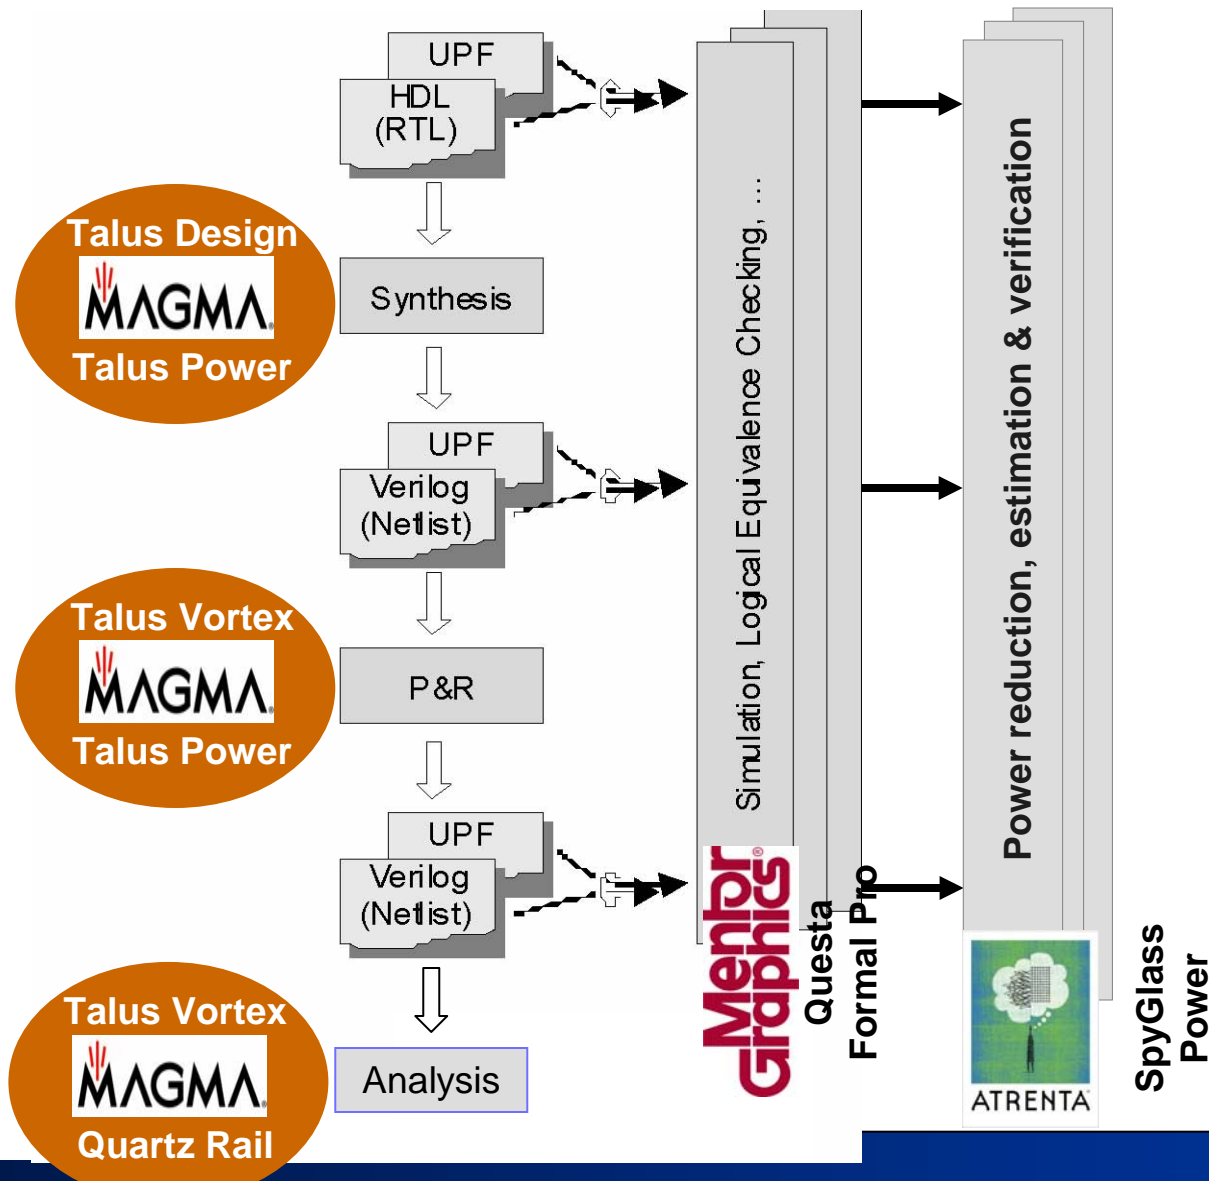 UPF
HDL
(RTL)
Talus Design
MAGMA®
Talus Power
Synthesis
UPF
Verilog
(Netlist)
Talus Vortex
MAGMA®
Talus Power
P&R
UPF
Verilog
(Netlist)
Talus Vortex
MAGMA®
Quartz Rail
Analysis
Simulation, Logical Equivalence Checking, ...
Mentor
Graphics®
Questa
Formal Pro
Power reduction, estimation & verification
ATRENTA
SpyGlass
Power